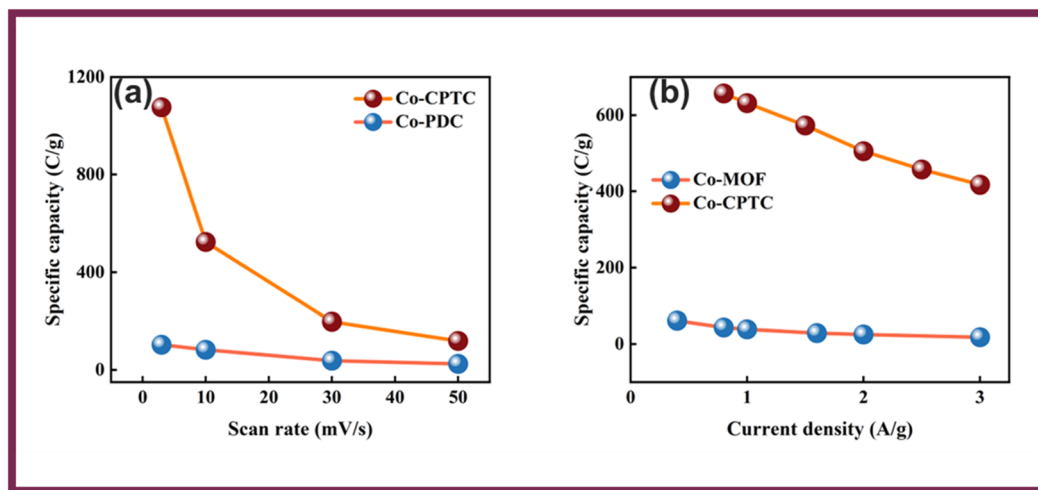 (a)
Specific capacity (C/g)
1200
800
400
0
Co-CPTC
Co-PDC
0 10 20 30 40 50
Scan rate (mV/s)
(b)
Specific capacity (C/g)
600
400
200
0
Co-MOF
Co-CPTC
0 1 2 3
Current density (A/g)